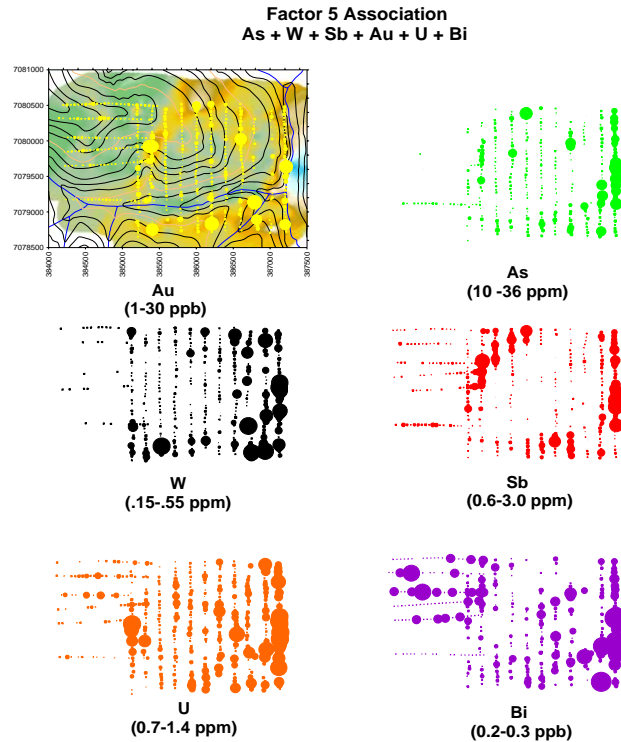 Factor 5 Association
As + W + Sb + Au + U + Bi
7081000
7080500
7080000
7079500
7079000
7078500
384000
384500
385000
385500
386000
386500
387000
387500
Au
(1-30 ppb)
As
(10 -36 ppm)
W
(.15-.55 ppm)
Sb
(0.6-3.0 ppm)
U
(0.7-1.4 ppm)
Bi
(0.2-0.3 ppb)